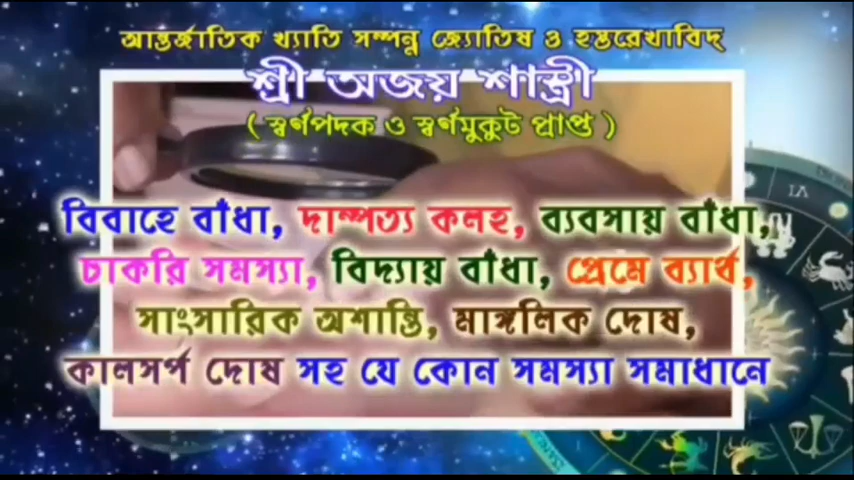 আন্তর্জাতিক খ্যাতি সম্পন্ন জ্যোতিষ ও হস্তরেখাবিদ্
শ্রী অজয় শাস্ত্রী
( স্বর্ণপদক ও স্বর্ণমুকুট প্রাপ্ত )
বিবাহে বাঁধা, দাম্পত্য কলহ, ব্যবসায় বাঁধা,
চাকরি সমস্যা, বিদ্যায় বাঁধা, প্রেমে ব্যার্থ,
সাংসারিক অশান্তি, মাঙ্গলিক দোষ,
কালসর্প দোষ সহ যে কোন সমস্যা সমাধানে